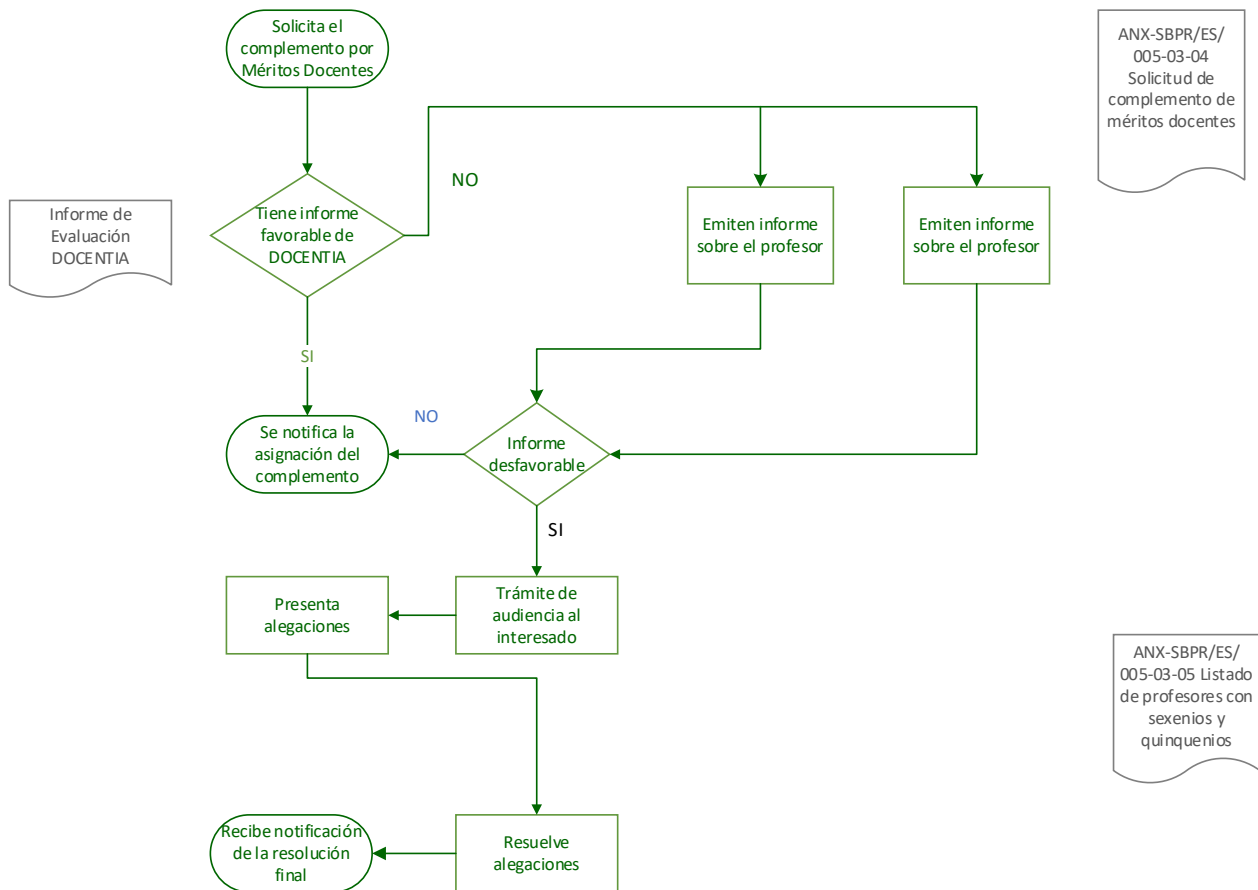 Solicita el
complemento por
Méritos Docentes
ANX-SBPR/ES/
005-03-04
Solicitud de
complemento de
méritos docentes
NO
Informe de
Evaluación
DOCENTIA
Tiene informe
favorable de
DOCENTIA
Emiten informe
sobre el profesor
Emiten informe
sobre el profesor
SI
NO
Se notifica la
asignación del
complemento
Informe
desfavorable
SI
Presenta
alegaciones
Trámite de
audiencia al
interesado
ANX-SBPR/ES/
005-03-05 Listado
de profesores con
sexenios y
quinquenios
Recibe notificación
de la resolución
final
Resuelve
alegaciones